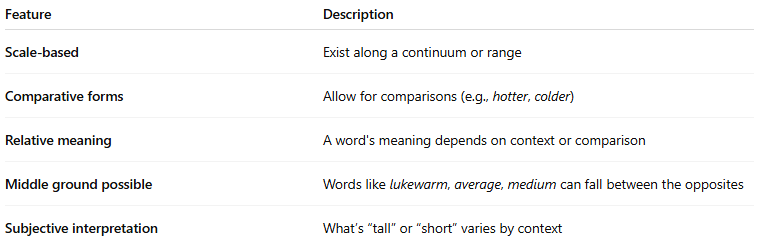 Feature Description
Scale-based Exist along a continuum or range
Comparative forms Allow for comparisons (e.g., hotter, colder)
Relative meaning A word's meaning depends on context or comparison
Middle ground possible Words like lukewarm, average, medium can fall between the opposites
Subjective interpretation What’s “tall” or “short” varies by context